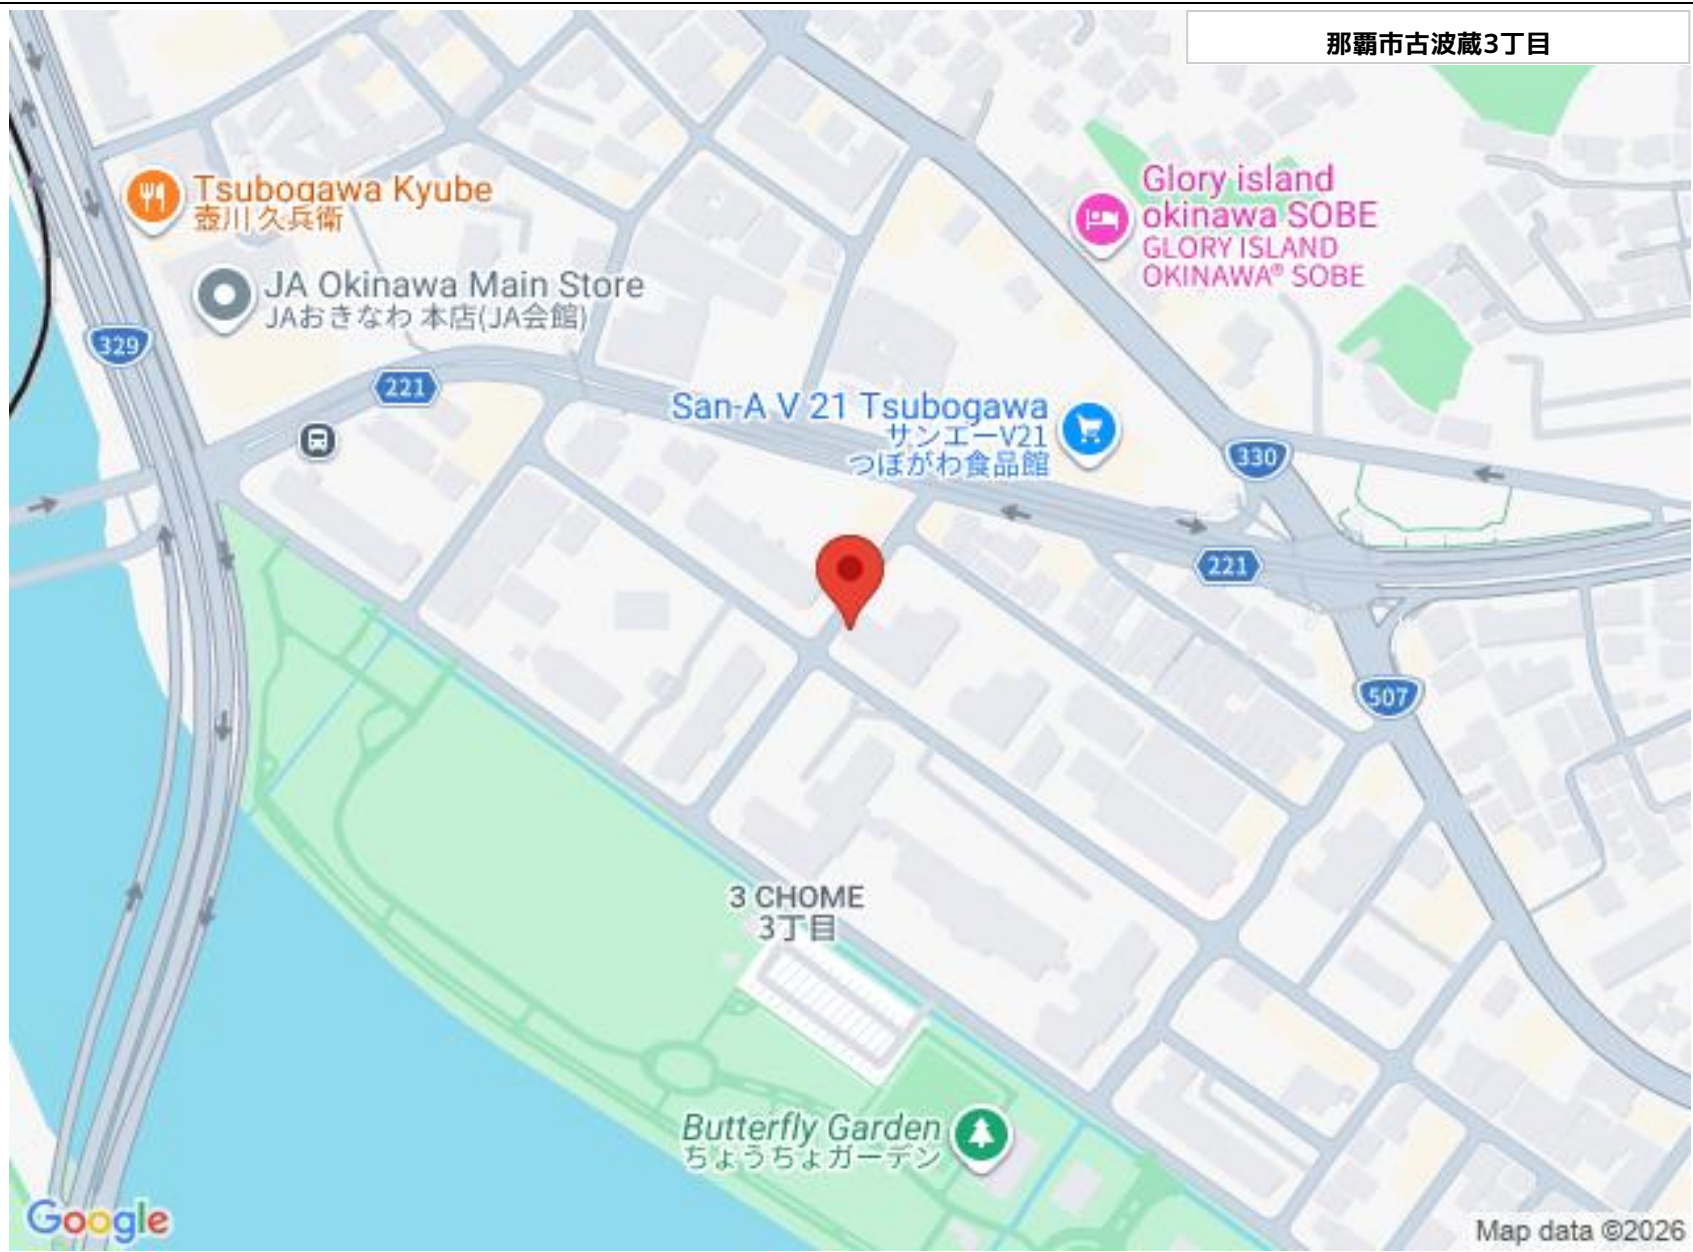 那覇市古波蔵3丁目
Glory island
okinawa SOBE
GLORY ISLAND
OKINAWA® SOBE
Tsubogawa Kyube
壺川 久兵衛
JA Okinawa Main Store
JAおきなわ 本店(JA会館)
329
221
San-A V 21 Tsubogawa
サンエーV21
つぼがわ食品館
330
221
507
3 CHOME
3丁目
Butterfly Garden
ちょうちょガーデン
Google
Map data ©2026